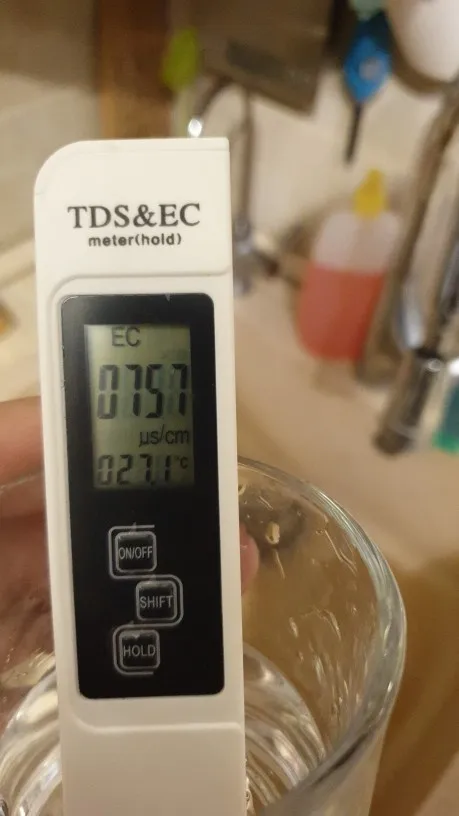 TDS&EC
meter(hold)
EC
0757
µs/cm
027.1°C
ON/OFF
SHIFT
HOLD